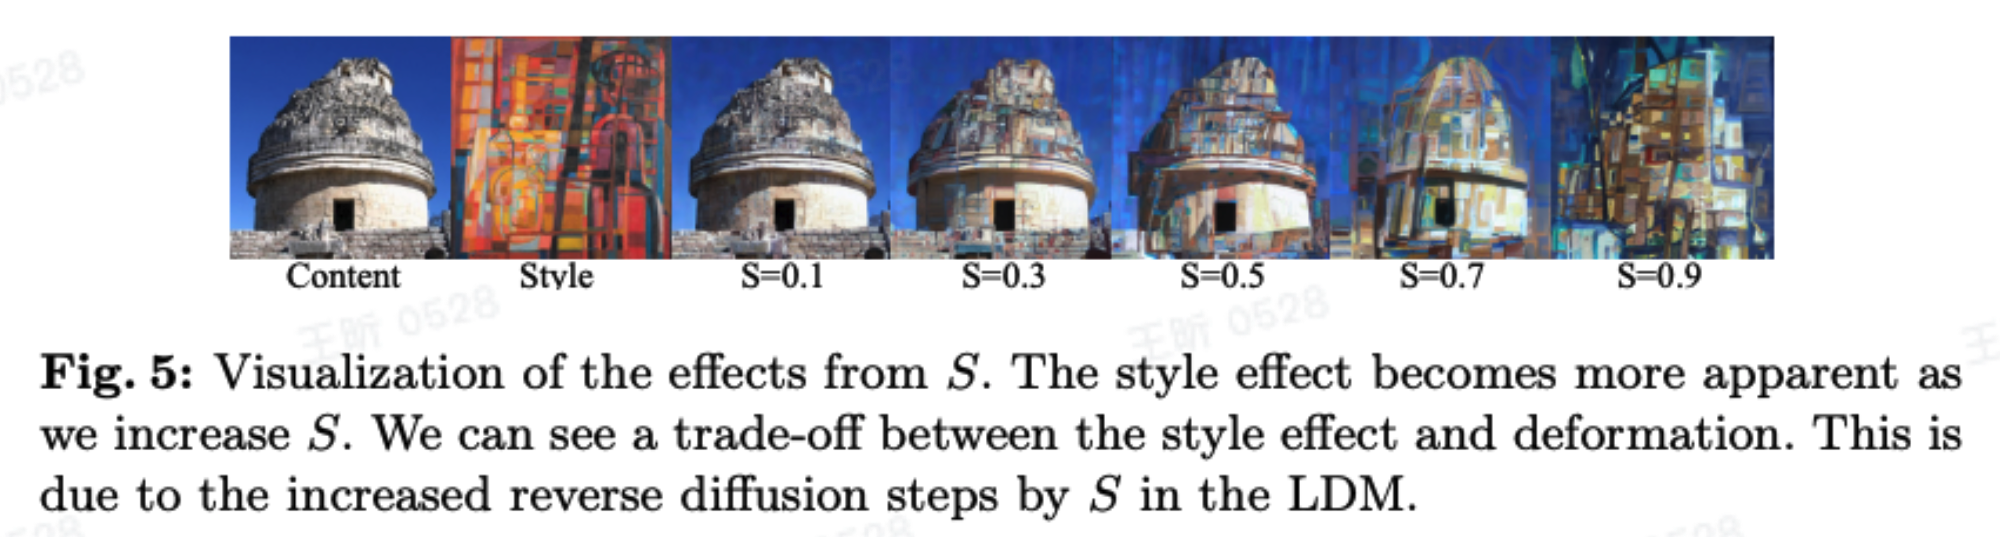 Content Style S=0.1 S=0.3 S=0.5 S=0.7 S=0.9
王昕 0528
王昕 0528
Fig. 5: Visualization of the effects from S. The style effect becomes more apparent as
we increase S. We can see a trade-off between the style effect and deformation. This is
due to the increased reverse diffusion steps by S in the LDM.